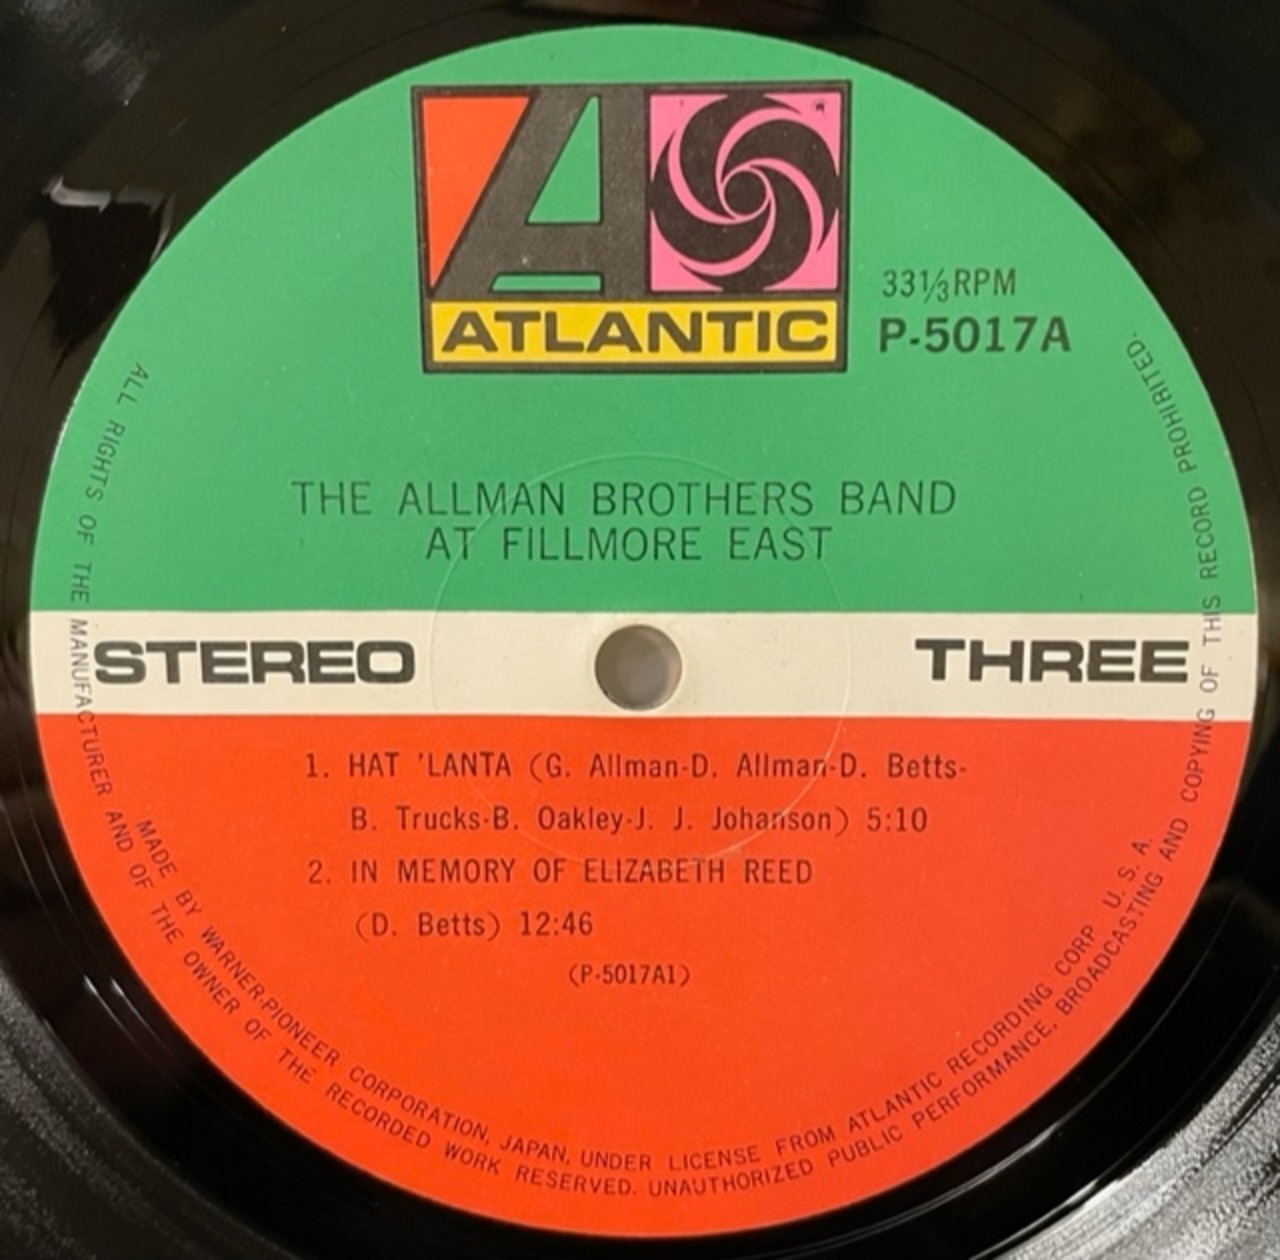 ATLANTIC
33⅓RPM
P-5017A
THE ALLMAN BROTHERS BAND
AT FILLMORE EAST
STEREO
THREE
1. HAT 'LANTA (G. Allman-D. Allman-D. Betts-
B. Trucks-B. Oakley-J. J. Johanson) 5:10
2. IN MEMORY OF ELIZABETH REED
(D. Betts) 12:46
(P-5017A1)
MADE BY WARNER-PIONEER CORPORATION, JAPAN, UNDER LICENSE FROM ATLANTIC RECORDING CORP. U. S. A.
ALL RIGHTS OF THE MANUFACTURER AND OF THE OWNER OF THE RECORDED WORK RESERVED. UNAUTHORIZED PUBLIC PERFORMANCE, BROADCASTING AND COPYING OF THIS RECORD PROHIBITED.